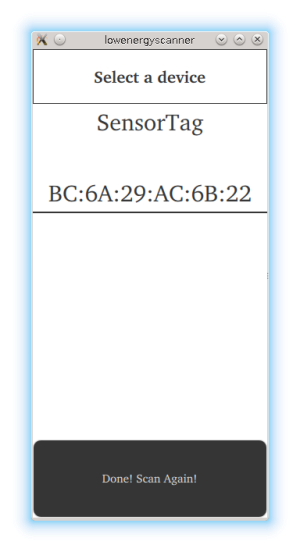 lowenergyscanner
Select a device
SensorTag
BC:6A:29:AC:6B:22
Done! Scan Again!